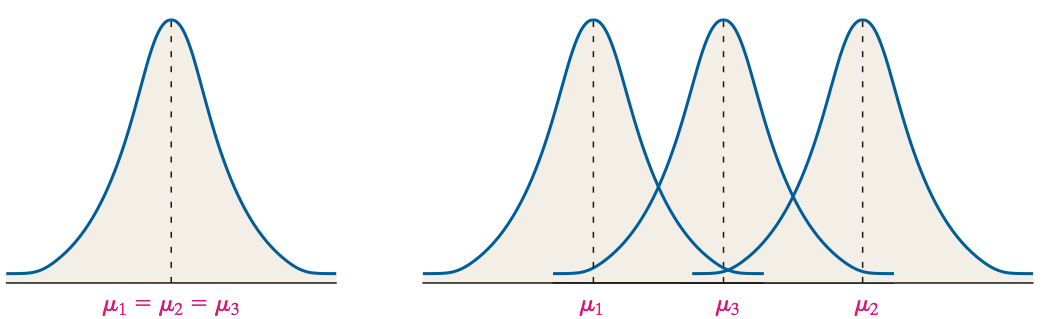 μ₁ = μ₂ = μ₃
μ₁ μ₃ μ₂